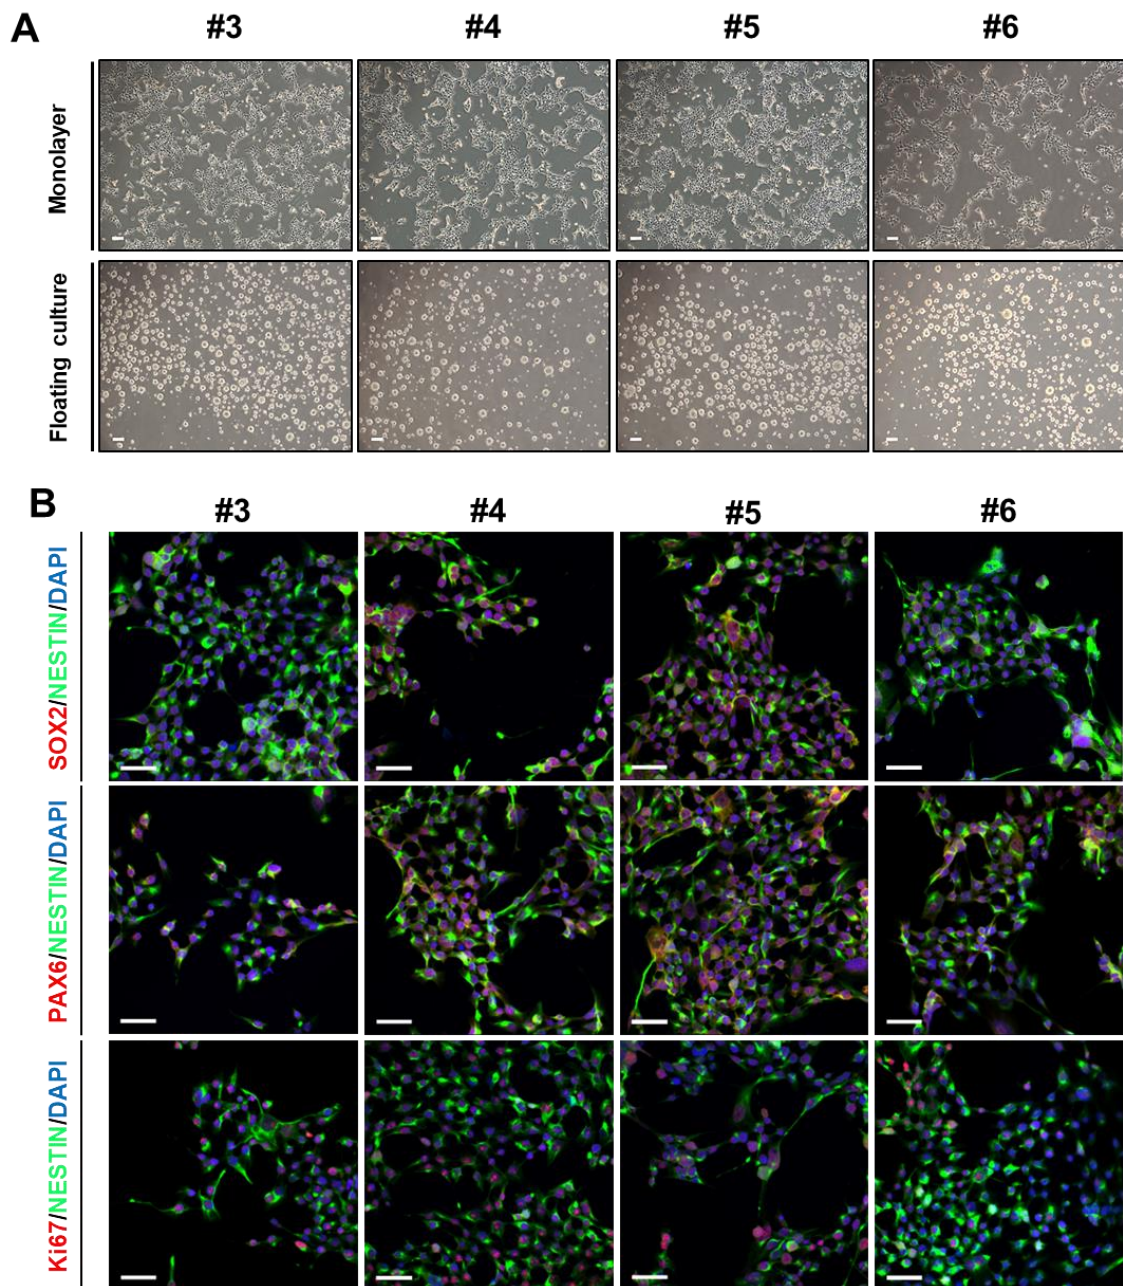 A
#3 #4 #5 #6
Monolayer
Floating culture
B
#3 #4 #5 #6
SOX2/NESTIN/DAPI
PAX6/NESTIN/DAPI
Ki67/NESTIN/DAPI